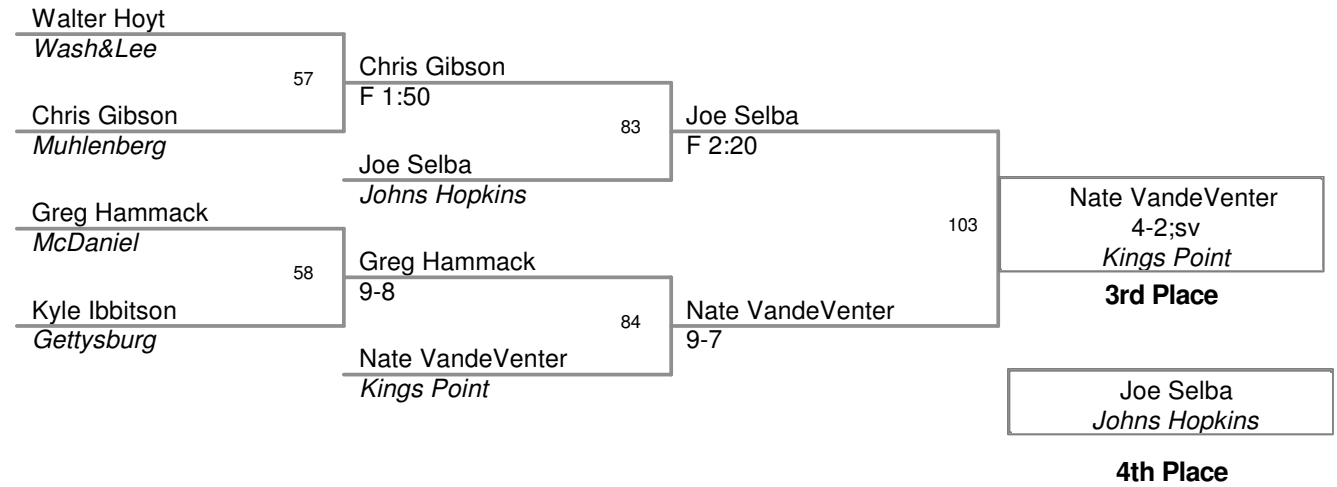 Walter Hoyt
Wash&Lee
57
Chris Gibson
F 1:50
Chris Gibson
Muhlenberg
83
Joe Selba
F 2:20
Joe Selba
Johns Hopkins
Greg Hammack
McDaniel
58
Greg Hammack
9-8
Kyle Ibbitson
Gettysburg
84
Nate VandeVenter
9-7
Nate VandeVenter
Kings Point
103
Nate VandeVenter
4-2;sv
Kings Point
3rd Place
Joe Selba
Johns Hopkins
4th Place